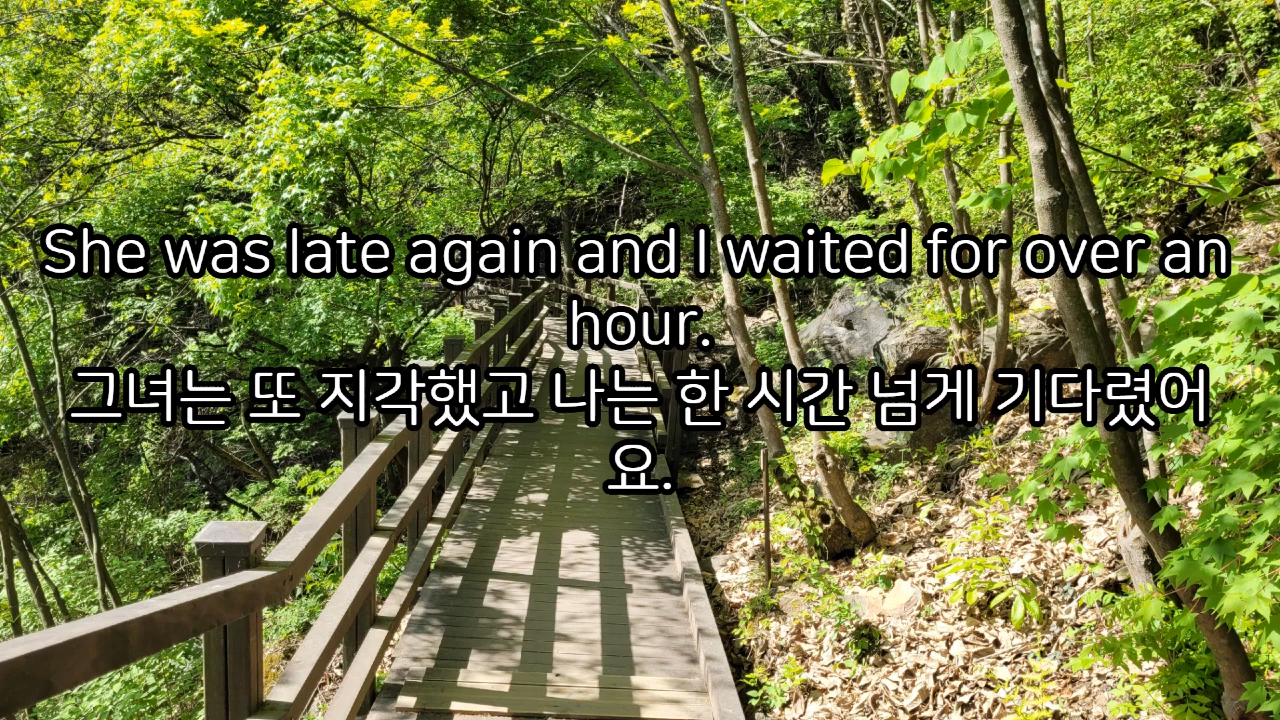 She was late again and I waited for over an
hour.
그녀는 또 지각했고 나는 한 시간 넘게 기다렸어
요.